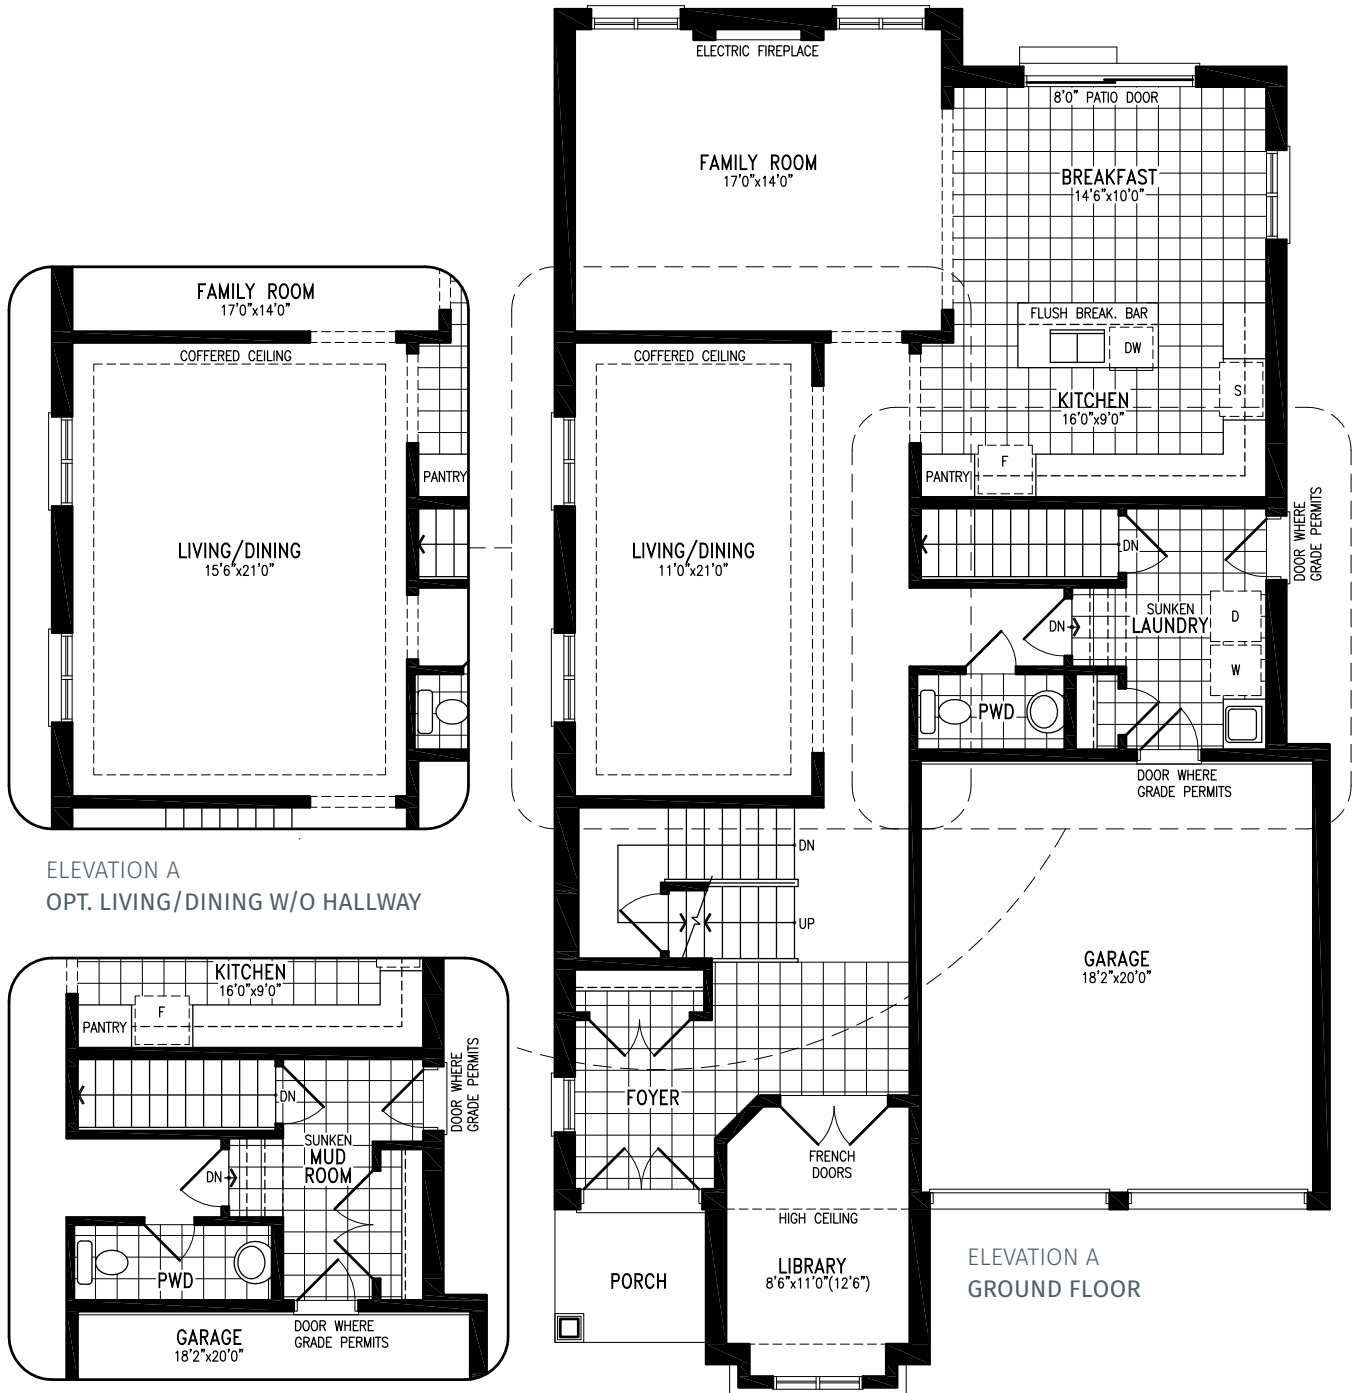 ELECTRIC FIREPLACE
8'0" PATIO DOOR
FAMILY ROOM
17'0"x14'0"
BREAKFAST
14'6"x10'0"
FLUSH BREAK. BAR
DW
S
KITCHEN
16'0"x9'0"
F
PANTRY
COFFERED CEILING
LIVING/DINING
11'0"x21'0"
DN
DOOR WHERE
GRADE PERMITS
SUNKEN
LAUNDRY
D
W
DN
PWD
DOOR WHERE
GRADE PERMITS
DN
UP
GARAGE
18'2"x20'0"
FOYER
FRENCH
DOORS
HIGH CEILING
LIBRARY
8'6"x11'0"(12'6")
PORCH
ELEVATION A
GROUND FLOOR
FAMILY ROOM
17'0"x14'0"
COFFERED CEILING
PANTRY
LIVING/DINING
15'6"x21'0"
ELEVATION A
OPT. LIVING/DINING W/O HALLWAY
KITCHEN
16'0"x9'0"
F
PANTRY
DN
DOOR WHERE
GRADE PERMITS
SUNKEN
MUD
ROOM
DN
PWD
DOOR WHERE
GRADE PERMITS
GARAGE
18'2"x20'0"